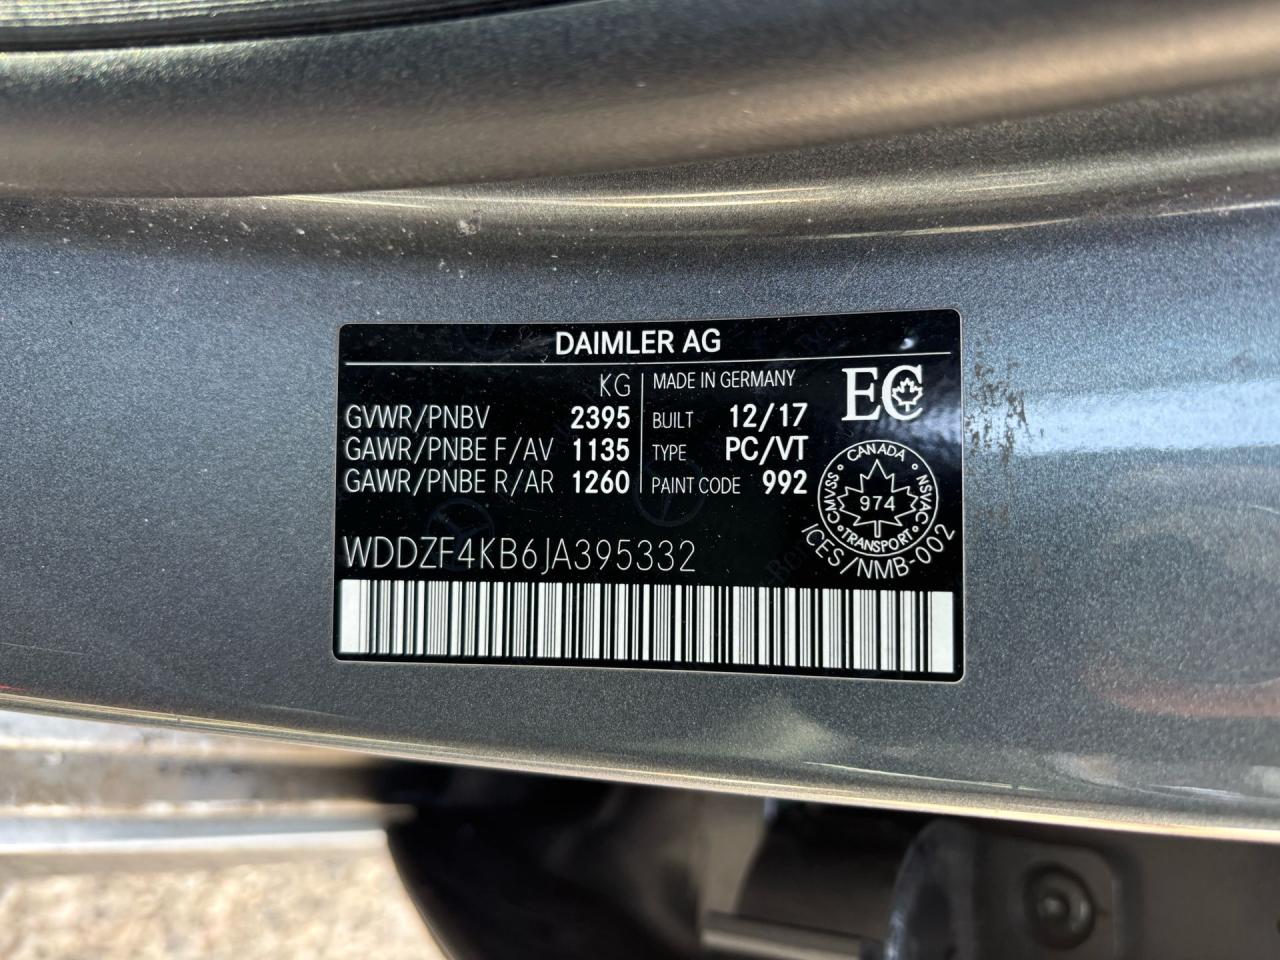 DAIMLER AG
KG
GVWR/PNBV 2395
GAWR/PNBE F/AV 1135
GAWR/PNBE R/AR 1260
MADE IN GERMANY
BUILT 12/17
TYPE PC/VT
PAINT CODE 992
EC
CANADA
CMVSS
NSVAC
974
TRANSPORT
ICES/NMB-002
WDDZF4KB6JA395332